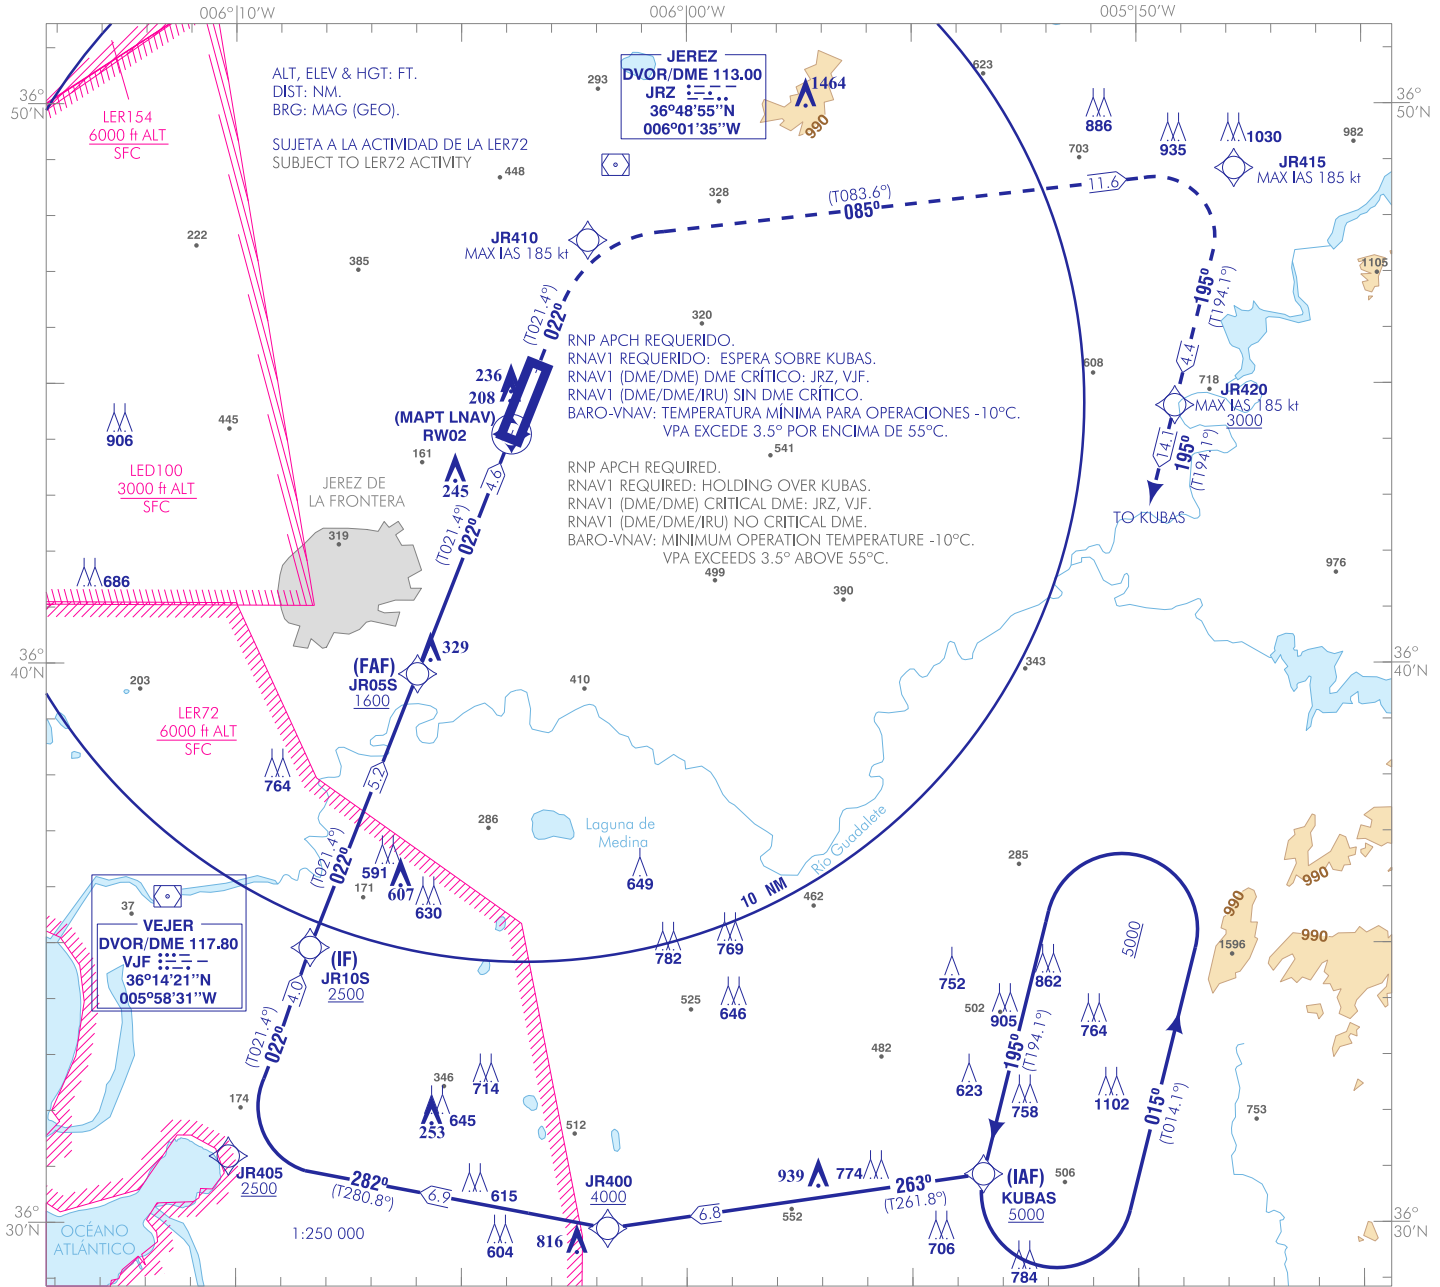 006°10'W
006°00'W
005°50'W
36°
50'N
36°
50'N
LER154
6000 ft ALT
SFC
ALT, ELEV & HGT: FT.
DIST: NM.
BRG: MAG (GEO).
SUJETA A LA ACTIVIDAD DE LA LER72
SUBJECT TO LER72 ACTIVITY
JEREZ
DVOR/DME 113.00
JRZ
36°48'55''N
006°01'35''W
293
1464
990
623
886
935
1030
982
703
JR415
MAX IAS 185 kt
448
328
(T083.6°)
085°
11.6
222
385
JR410
MAX IAS 185 kt
1105
195°
(T194.1°)
(T021.4°)
022°
320
4.4
RNP APCH REQUERIDO.
RNAV1 REQUERIDO: ESPERA SOBRE KUBAS.
RNAV1 (DME/DME) DME CRÍTICO: JRZ, VJF.
RNAV1 (DME/DME/IRU) SIN DME CRÍTICO.
BARO-VNAV: TEMPERATURA MÍNIMA PARA OPERACIONES -10°C.
VPA EXCEDE 3.5° POR ENCIMA DE 55°C.
608
718
JR420
MAX IAS 185 kt
3000
236
208
(MAPT LNAV)
RW02
906
445
161
245
4.6
541
14.1
195°
(T194.1°)
LED100
3000 ft ALT
SFC
JEREZ DE
LA FRONTERA
319
RNP APCH REQUIRED.
RNAV1 REQUIRED: HOLDING OVER KUBAS.
RNAV1 (DME/DME) CRITICAL DME: JRZ, VJF.
RNAV1 (DME/DME/IRU) NO CRITICAL DME.
BARO-VNAV: MINIMUM OPERATION TEMPERATURE -10°C.
VPA EXCEEDS 3.5° ABOVE 55°C.
TO KUBAS
(T021.4°)
022°
686
499
390
976
36°
40'N
36°
40'N
329
(FAF)
JR05S
1600
203
410
343
LER72
6000 ft ALT
SFC
764
5.2
286
Laguna de
Medina
Río Guadalete
285
(T021.4°)
022°
591
607
630
171
649
10 NM
462
990
990
990
1596
5000
37
VEJER
DVOR/DME 117.80
VJF
36°14'21''N
005°58'31''W
(IF)
JR10S
2500
782
769
752
862
4.0
646
525
502
905
764
(T021.4°)
022°
195°
(T194.1°)
482
714
346
645
253
623
758
1102
015°
(T014.1°)
753
174
512
JR405
2500
282°
(T280.8°)
6.9
615
JR400
4000
939
774
263°
(T261.8°)
(IAF)
KUBAS
5000
506
552
6.8
36°
30'N
36°
30'N
OCÉANO
ATLÁNTICO
1:250 000
604
816
706
784